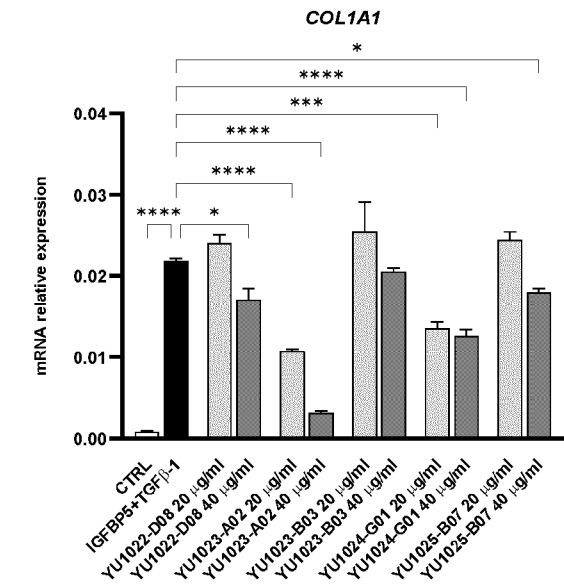 COL1A1
*
****
***
****
****
**** *
0.04
0.03
0.02
0.01
0.00
mRNA relative expression
CTRL
IGFBP5+TGFβ-1
YU1022-D08 20 µg/ml
YU1022-D08 40 µg/ml
YU1023-A02 20 µg/ml
YU1023-A02 40 µg/ml
YU1023-B03 20 µg/ml
YU1023-B03 40 µg/ml
YU1024-G01 20 µg/ml
YU1024-G01 40 µg/ml
YU1025-B07 20 µg/ml
YU1025-B07 40 µg/ml